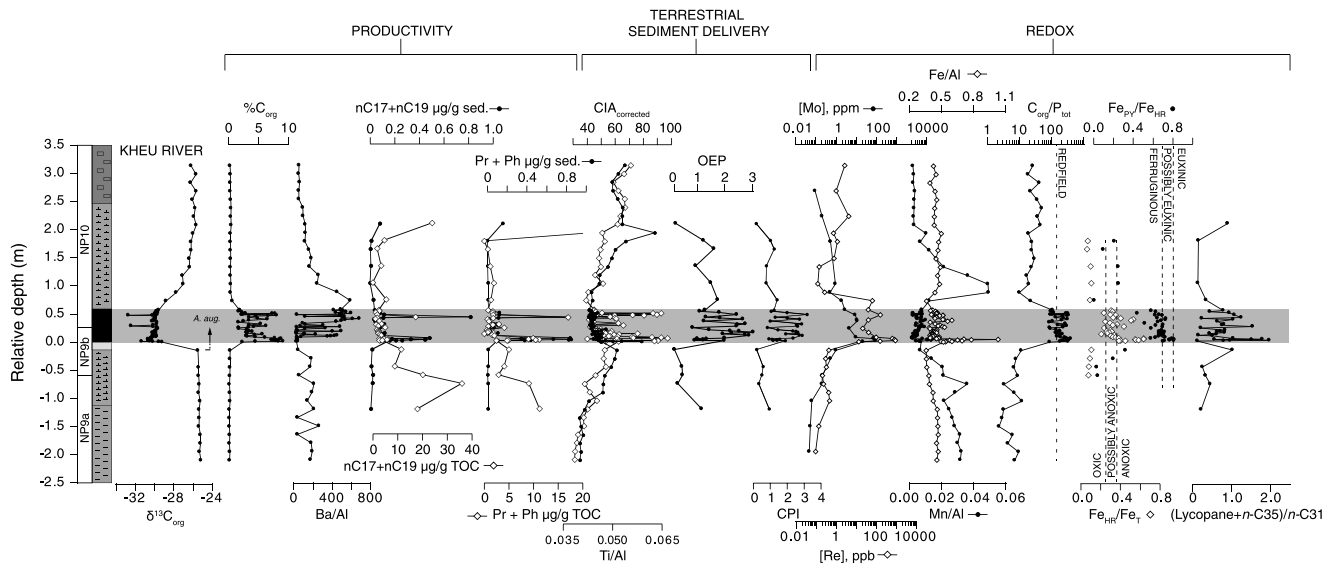 PRODUCTIVITY
TERRESTRIAL
SEDIMENT DELIVERY
REDOX
Fe/Al
0.2 0.5 0.8 1.1
%Corg
nC17+nC19 µg/g sed.
CIAcorrected
[Mo], ppm
Corg/Ptot
FePY/FeHR
0 5 10
0 0.2 0.4 0.6 0.8 1.0
40 60 80 100
0.01 1 100 10000
1 10 100
0.0 0.4 0.8
3.5
3.0
2.5
2.0
1.5
1.0
0.5
0.0
-0.5
-1.0
-1.5
-2.0
-2.5
Relative depth (m)
NP10
NP9b
NP9a
KHEU RIVER
Pr + Ph µg/g sed.
0 0.4 0.8
OEP
0 1 2 3
REDFIELD
FERRUGINOUS
POSSIBLY EUXINIC
EUXINIC
A. aug.
OXIC
POSSIBLY ANOXIC
ANOXIC
0 10 20 30 40
nC17+nC19 µg/g TOC
-32 -28 -24
δ13Corg
0 400 800
Ba/Al
0 5 10 15 20
Pr + Ph µg/g TOC
0.035 0.050 0.065
Ti/Al
0 1 2 3 4
CPI
0.01 1 100 10000
[Re], ppb
0.00 0.02 0.04 0.06
Mn/Al
0.0 0.4 0.8
FeHR/FeT
0 1.0 2.0
(Lycopane+n-C35)/n-C31